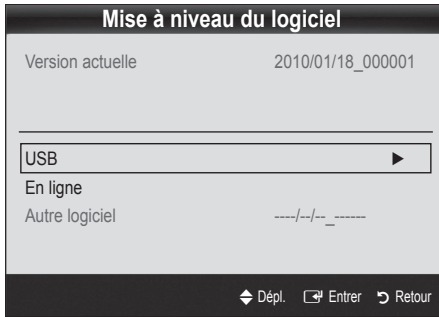 Mise à niveau du logiciel
Version actuelle 2010/01/18_000001
USB ►
En ligne
Autre logiciel ----/--/--_------
Dépl. Entrer Retour